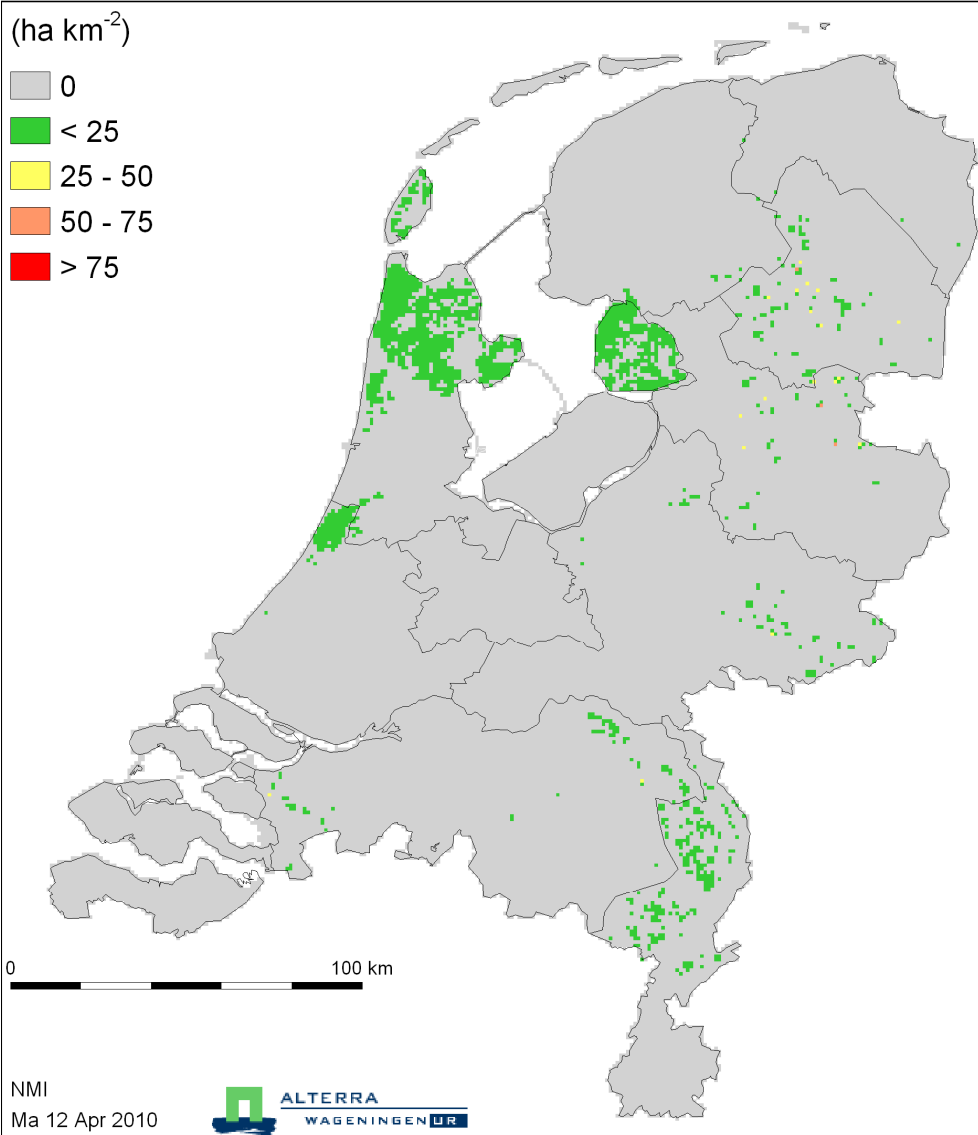 (ha km-2)
0
< 25
25 - 50
50 - 75
> 75
0 100 km
NMI
Ma 12 Apr 2010
ALTERRA
WAGENINGEN UR